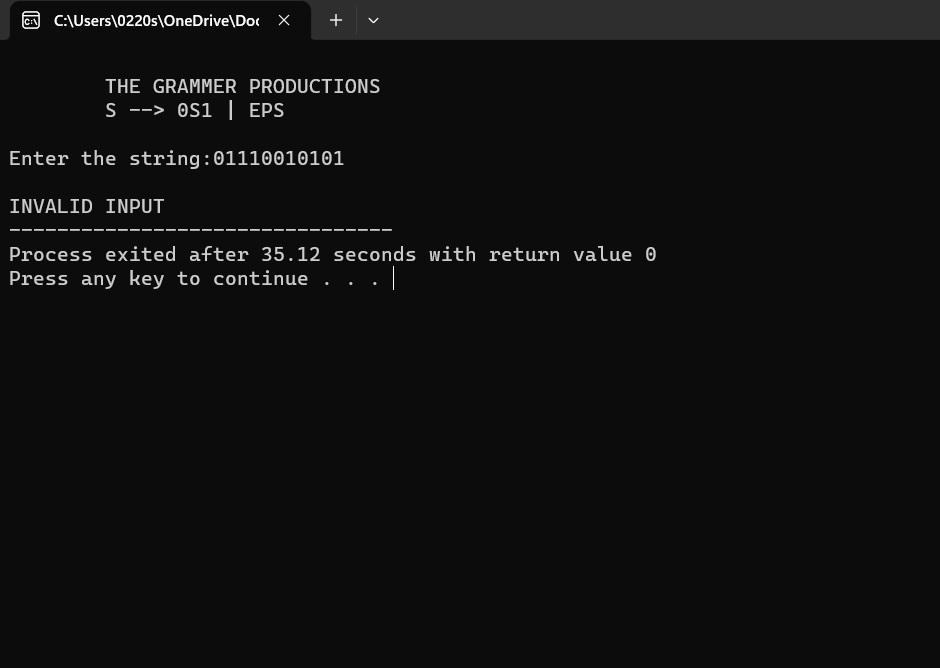 C:\Users\0220s\OneDrive\Doc
THE GRAMMER PRODUCTIONS
S --> 0S1 | EPS
Enter the string:01110010101
INVALID INPUT
--------------------------------
Process exited after 35.12 seconds with return value 0
Press any key to continue . . .